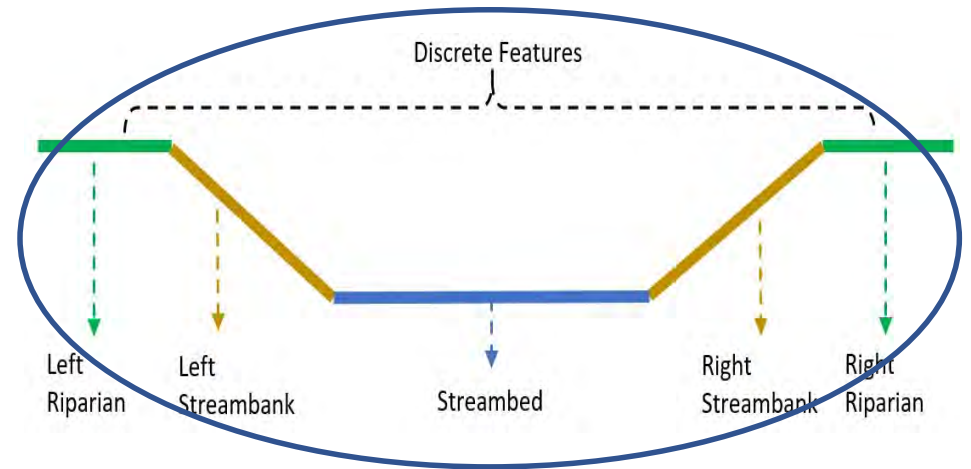 Discrete Features
Left
Riparian
Left
Streambank
Streambed
Right
Streambank
Right
Riparian